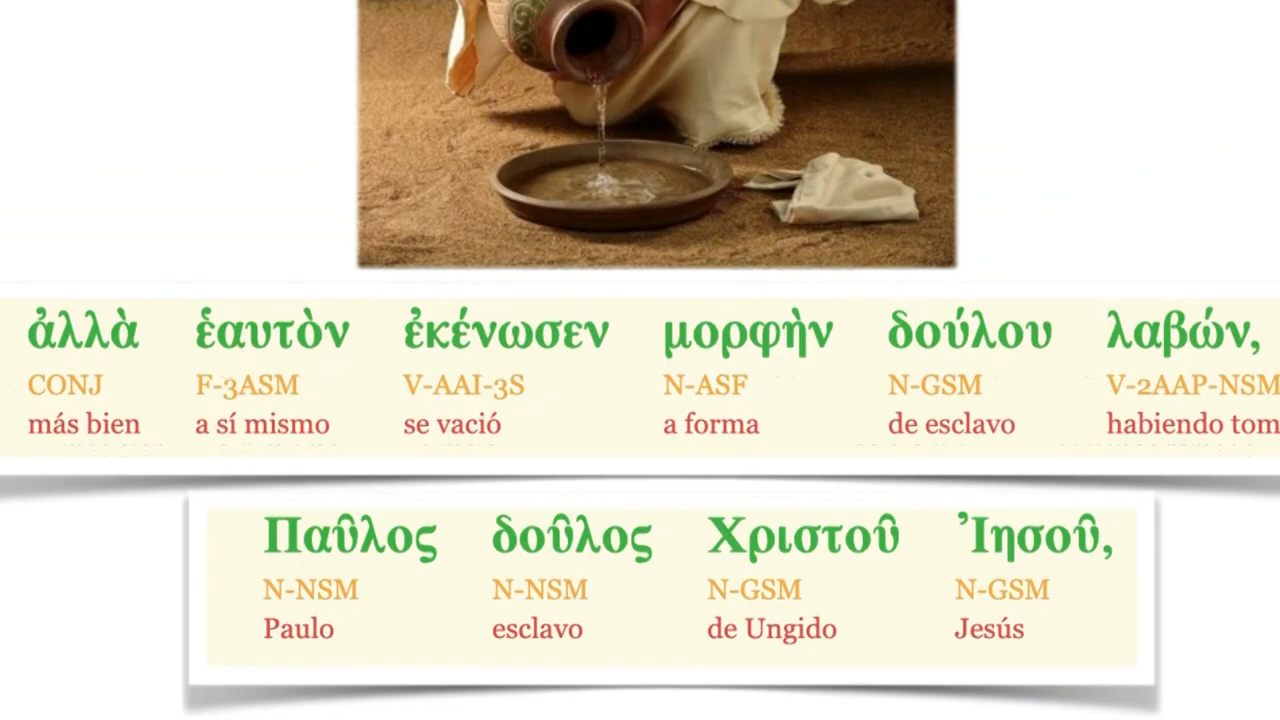 ἀλλὰ ἑαυτὸν ἐκένωσεν μορφὴν δούλου λαβών,
CONJ F-3ASM V-AAI-3S N-ASF N-GSM V-2AAP-NSM
más bien a sí mismo se vació a forma de esclavo habiendo tom
Παῦλος δοῦλος Χριστοῦ Ἰησοῦ,
N-NSM N-NSM N-GSM N-GSM
Paulo esclavo de Ungido Jesús